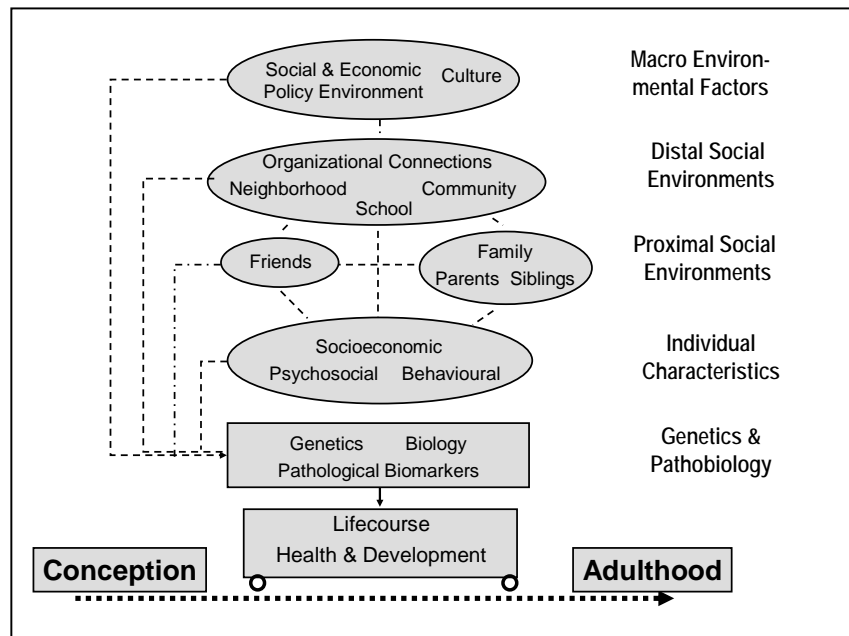 Social & Economic Culture
Policy Environment
Macro Environ-
mental Factors
Organizational Connections
Neighborhood Community
School
Distal Social
Environments
Friends
Family
Parents Siblings
Proximal Social
Environments
Socioeconomic
Psychosocial Behavioural
Individual
Characteristics
Genetics Biology
Pathological Biomarkers
Genetics &
Pathobiology
Lifecourse
Health & Development
Conception
Adulthood